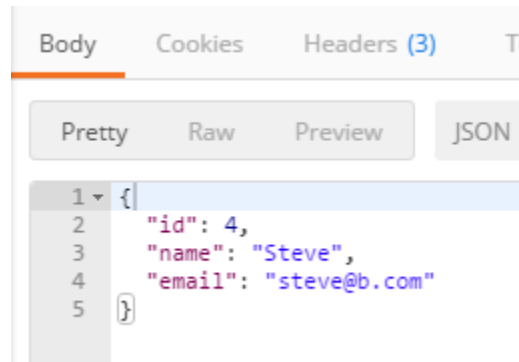 Body Cookies Headers (3) T
Pretty Raw Preview JSON
1 {
2 "id": 4,
3 "name": "Steve",
4 "email": "steve@b.com"
5 }